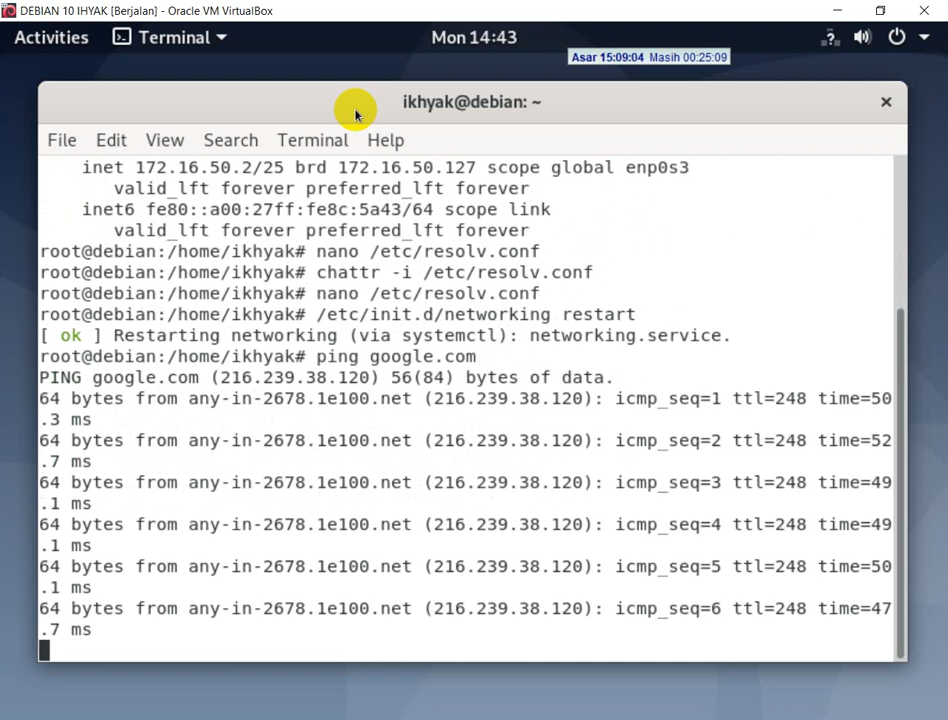 DEBIAN 10 IHYAK [Berjalan] - Oracle VM VirtualBox
Activities Terminal Mon 14:43
Asar 15:09:04 Masih 00:25:09
ikhyak@debian: ~
File Edit View Search Terminal Help
inet 172.16.50.2/25 brd 172.16.50.127 scope global enp0s3
valid_lft forever preferred_lft forever
inet6 fe80::a00:27ff:fe8c:5a43/64 scope link
valid_lft forever preferred_lft forever
root@debian:/home/ikhyak# nano /etc/resolv.conf
root@debian:/home/ikhyak# chattr -i /etc/resolv.conf
root@debian:/home/ikhyak# nano /etc/resolv.conf
root@debian:/home/ikhyak# /etc/init.d/networking restart
[ ok ] Restarting networking (via systemctl): networking.service.
root@debian:/home/ikhyak# ping google.com
PING google.com (216.239.38.120) 56(84) bytes of data.
64 bytes from any-in-2678.1e100.net (216.239.38.120): icmp_seq=1 ttl=248 time=50
.3 ms
64 bytes from any-in-2678.1e100.net (216.239.38.120): icmp_seq=2 ttl=248 time=52
.7 ms
64 bytes from any-in-2678.1e100.net (216.239.38.120): icmp_seq=3 ttl=248 time=49
.1 ms
64 bytes from any-in-2678.1e100.net (216.239.38.120): icmp_seq=4 ttl=248 time=49
.1 ms
64 bytes from any-in-2678.1e100.net (216.239.38.120): icmp_seq=5 ttl=248 time=50
.1 ms
64 bytes from any-in-2678.1e100.net (216.239.38.120): icmp_seq=6 ttl=248 time=47
.7 ms